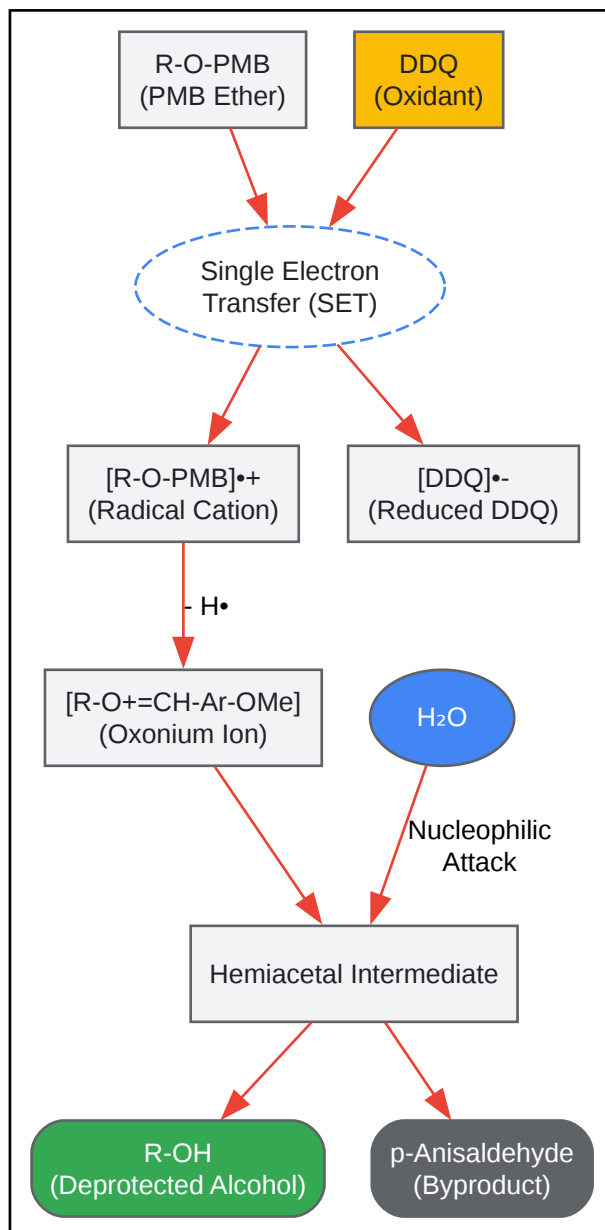 R-O-PMB
(PMB Ether)
DDQ
(Oxidant)
Single Electron
Transfer (SET)
[R-O-PMB]•+
(Radical Cation)
[DDQ]•-
(Reduced DDQ)
- H•
[R-O+=CH-Ar-OMe]
(Oxonium Ion)
H₂O
Nucleophilic
Attack
Hemiacetal Intermediate
R-OH
(Deprotected Alcohol)
p-Anisaldehyde
(Byproduct)